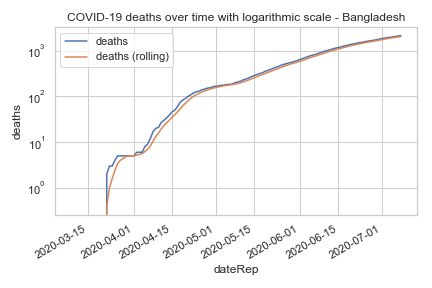 COVID-19 deaths over time with logarithmic scale - Bangladesh
deaths
deaths (rolling)
deaths
10³
10²
10¹
10⁰
2020-03-15
2020-04-01
2020-04-15
2020-05-01
2020-05-15
2020-06-01
2020-06-15
2020-07-01
dateRep